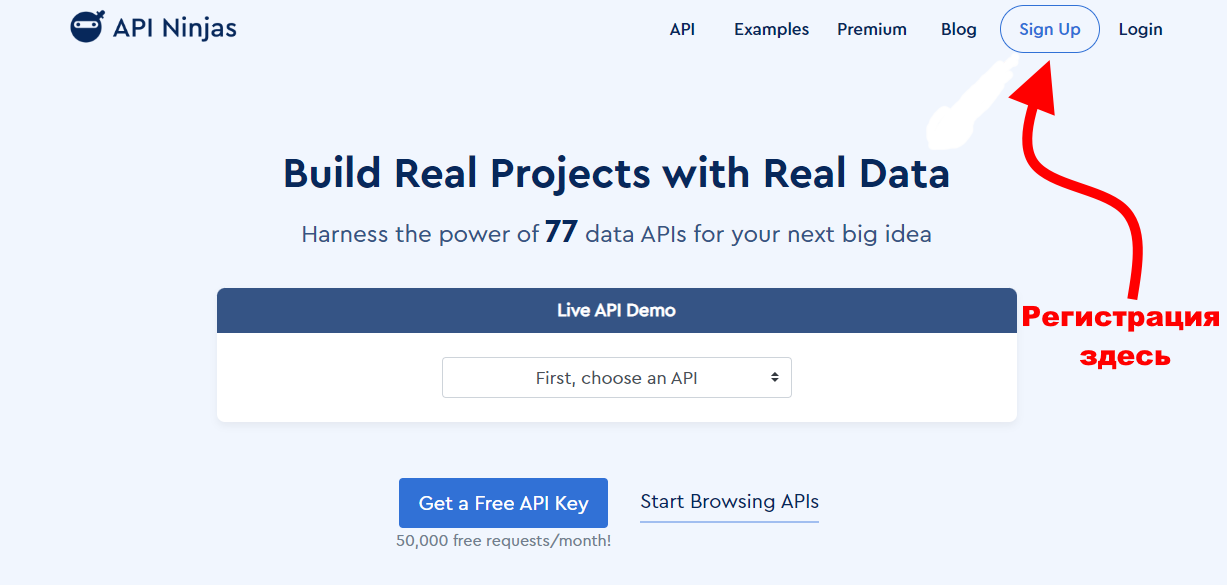 API Ninjas
API
Examples
Premium
Blog
Sign Up
Login
Build Real Projects with Real Data
Harness the power of 77 data APIs for your next big idea
Live API Demo
Регистрация
здесь
First, choose an API
Get a Free API Key
Start Browsing APIs
50,000 free requests/month!